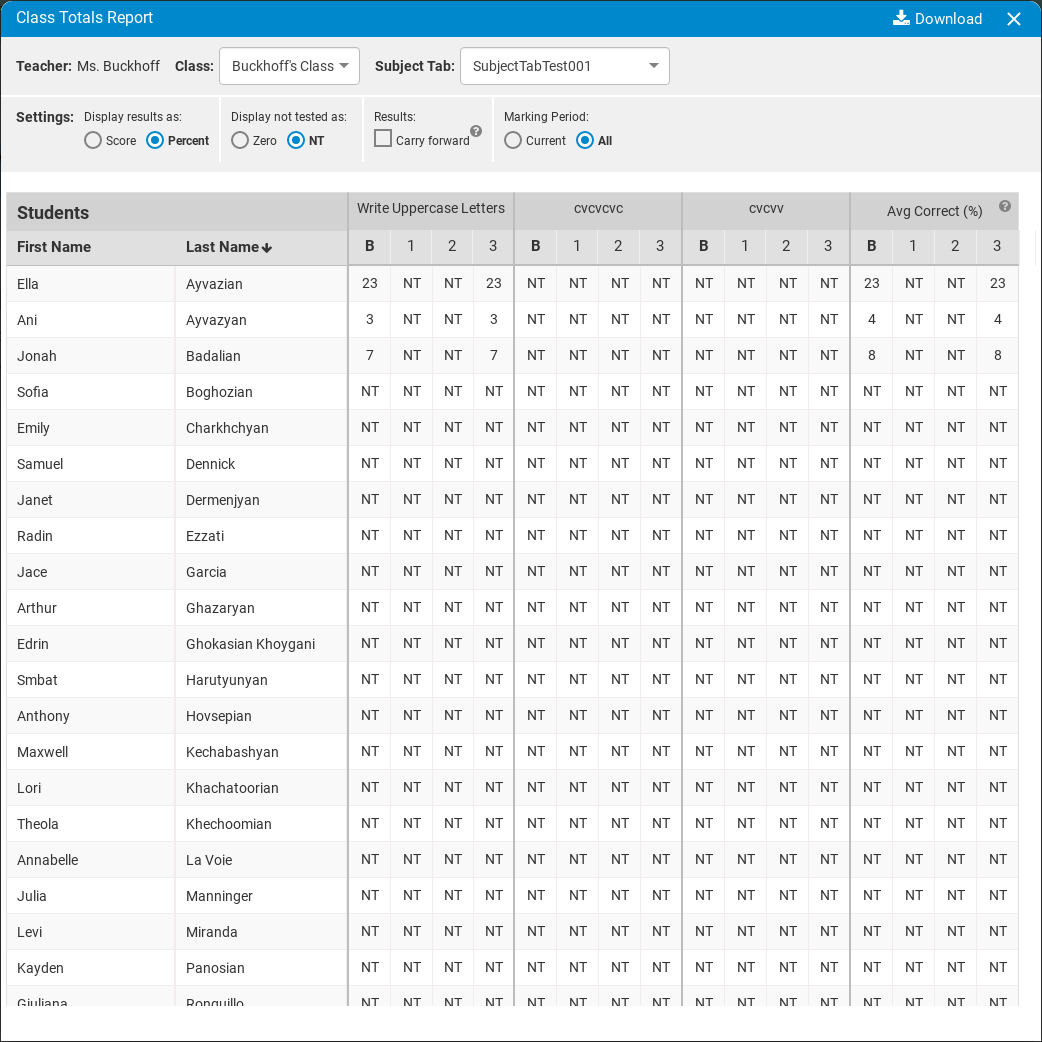 Class Totals Report Download
Teacher: Ms. Buckhoff Class: Buckhoff's Class Subject Tab: SubjectTabTest001
Settings: Display results as: Display not tested as: Results: Marking Period:
Score Percent Zero NT Carry forward ? Current All
Students Write Uppercase Letters cvcvcvc cvcvv Avg Correct (%) ?
First Name Last Name B 1 2 3 B 1 2 3 B 1 2 3 B 1 2 3
Ella Ayvazian 23 NT NT 23 NT NT NT NT NT NT NT NT 23 NT NT 23
Ani Ayvazyan 3 NT NT 3 NT NT NT NT NT NT NT NT 4 NT NT 4
Jonah Badalian 7 NT NT 7 NT NT NT NT NT NT NT NT 8 NT NT 8
Sofia Boghozian NT NT NT NT NT NT NT NT NT NT NT NT NT NT NT NT
Emily Charkhchyan NT NT NT NT NT NT NT NT NT NT NT NT NT NT NT NT
Samuel Dennick NT NT NT NT NT NT NT NT NT NT NT NT NT NT NT NT
Janet Dermenjyan NT NT NT NT NT NT NT NT NT NT NT NT NT NT NT NT
Radin Ezzati NT NT NT NT NT NT NT NT NT NT NT NT NT NT NT NT
Jace Garcia NT NT NT NT NT NT NT NT NT NT NT NT NT NT NT NT
Arthur Ghazaryan NT NT NT NT NT NT NT NT NT NT NT NT NT NT NT NT
Edrin Ghokasian Khoygani NT NT NT NT NT NT NT NT NT NT NT NT NT NT NT NT
Smbat Harutyunyan NT NT NT NT NT NT NT NT NT NT NT NT NT NT NT NT
Anthony Hovsepian NT NT NT NT NT NT NT NT NT NT NT NT NT NT NT NT
Maxwell Kechabashyan NT NT NT NT NT NT NT NT NT NT NT NT NT NT NT NT
Lori Khachatoorian NT NT NT NT NT NT NT NT NT NT NT NT NT NT NT NT
Theola Khechoomian NT NT NT NT NT NT NT NT NT NT NT NT NT NT NT NT
Annabelle La Voie NT NT NT NT NT NT NT NT NT NT NT NT NT NT NT NT
Julia Manninger NT NT NT NT NT NT NT NT NT NT NT NT NT NT NT NT
Levi Miranda NT NT NT NT NT NT NT NT NT NT NT NT NT NT NT NT
Kayden Panosian NT NT NT NT NT NT NT NT NT NT NT NT NT NT NT NT
Giuliana Ronquillo NT NT NT NT NT NT NT NT NT NT NT NT NT NT NT NT